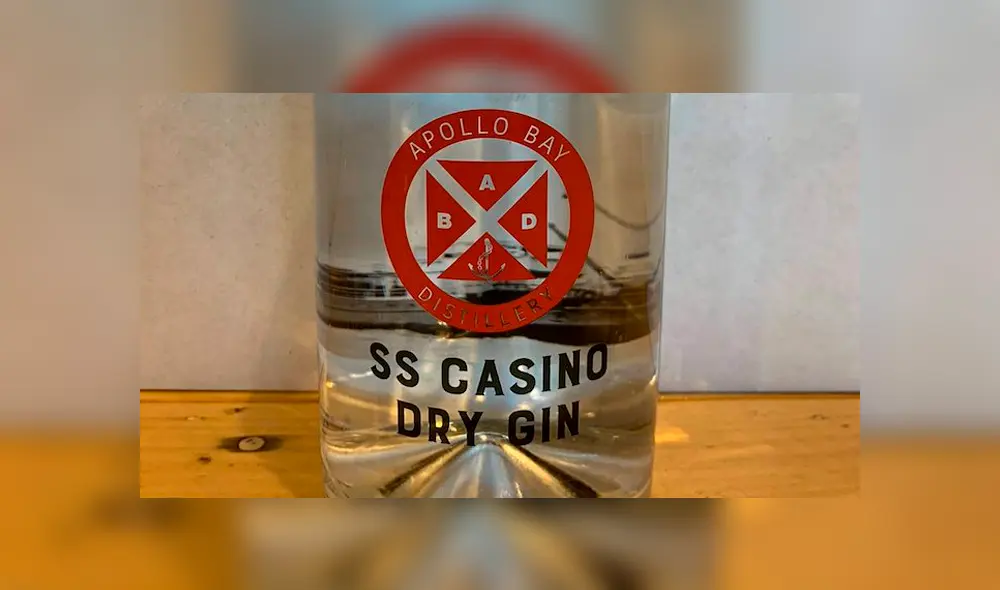 APOLLO BAY
A
B D
DISTILLERY
SS CASINO
DRY GIN